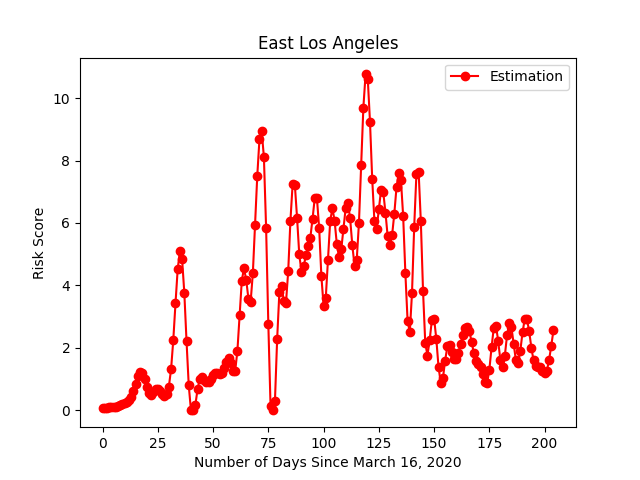 East Los Angeles
Estimation
Risk Score
10
8
6
4
2
0
0 25 50 75 100 125 150 175 200
Number of Days Since March 16, 2020